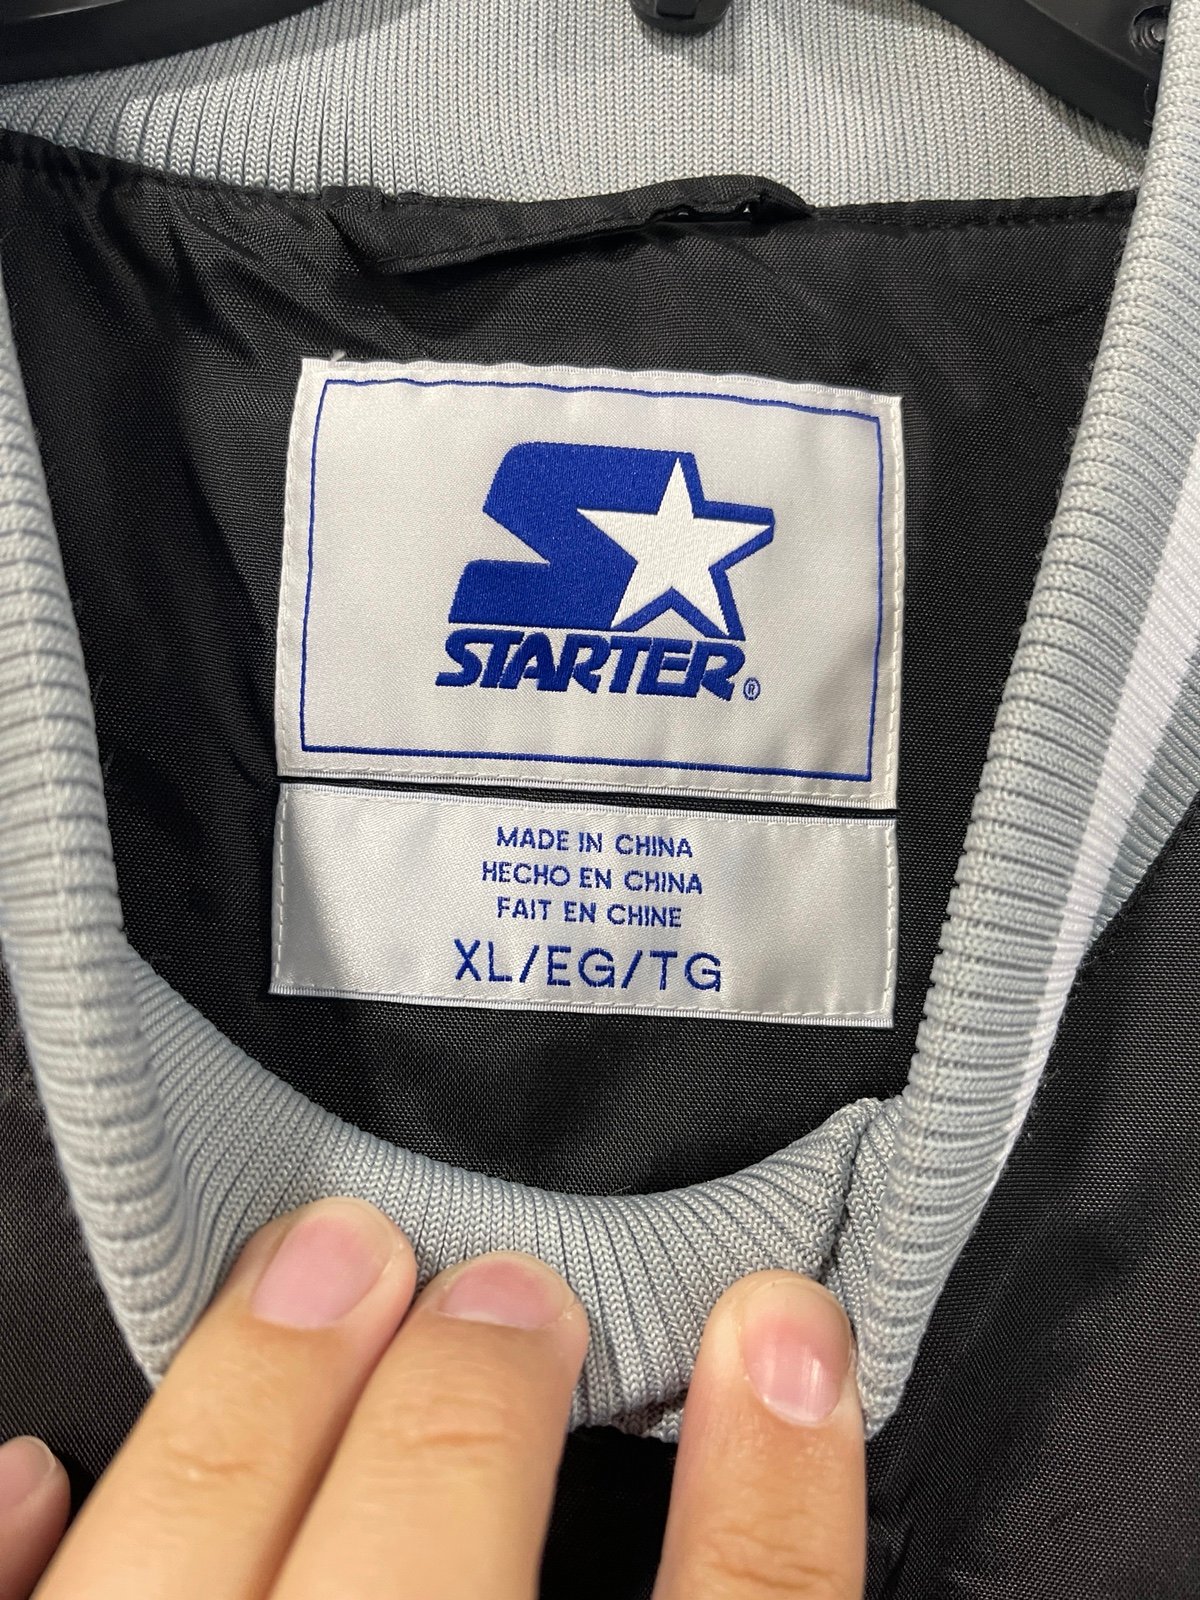 STARTER®
MADE IN CHINA
HECHO EN CHINA
FAIT EN CHINE
XL/EG/TG